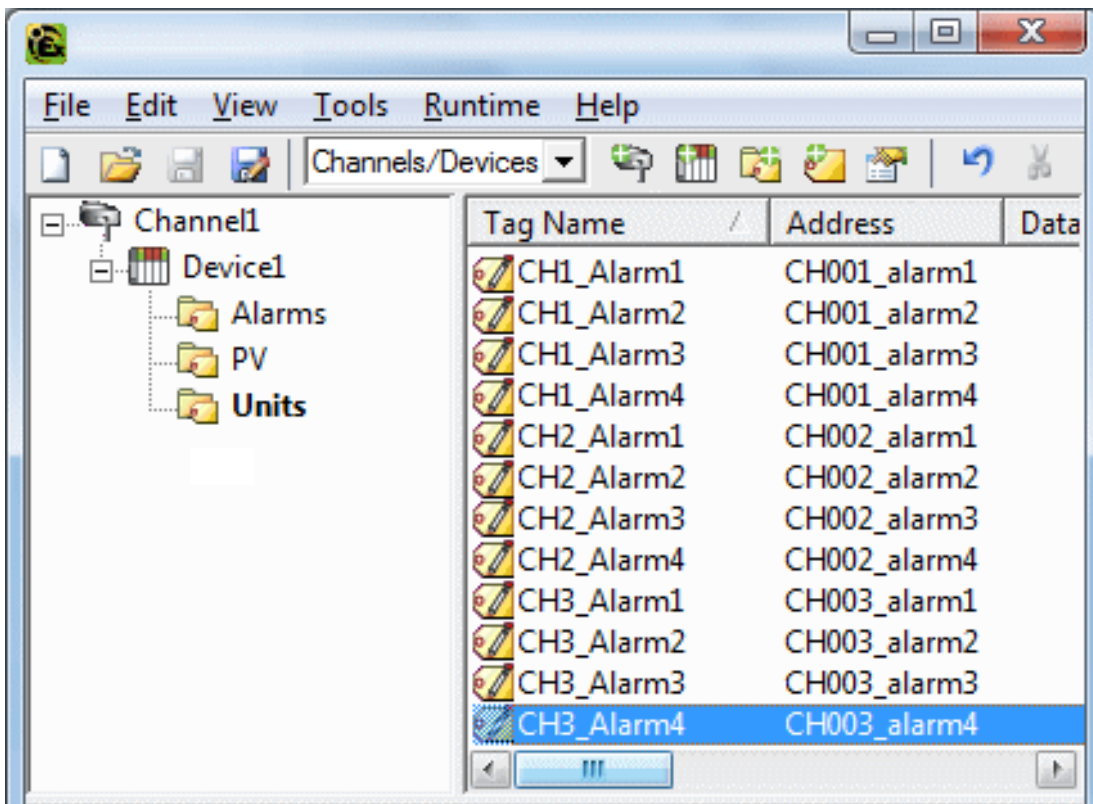 File Edit View Tools Runtime Help
Channels/Devices
Channel1
Device1
Alarms
PV
Units
Tag Name Address Data
CH1_Alarm1 CH001_alarm1
CH1_Alarm2 CH001_alarm2
CH1_Alarm3 CH001_alarm3
CH1_Alarm4 CH001_alarm4
CH2_Alarm1 CH002_alarm1
CH2_Alarm2 CH002_alarm2
CH2_Alarm3 CH002_alarm3
CH2_Alarm4 CH002_alarm4
CH3_Alarm1 CH003_alarm1
CH3_Alarm2 CH003_alarm2
CH3_Alarm3 CH003_alarm3
CH3_Alarm4 CH003_alarm4